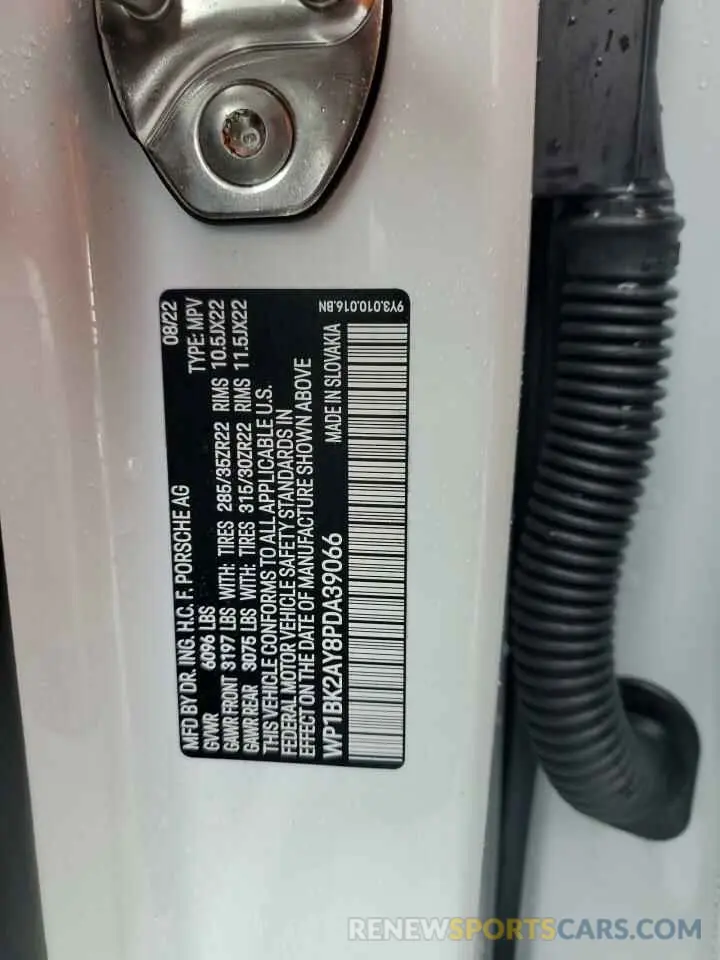 MFD BY DR. ING. H.C. F. PORSCHE AG 08/22
GVWR 6096 LBS TYPE: MPV
GAWR FRONT 3197 LBS WITH: TIRES 285/35ZR22 RIMS 10.5JX22
GAWR REAR 3075 LBS WITH: TIRES 315/30ZR22 RIMS 11.5JX22
THIS VEHICLE CONFORMS TO ALL APPLICABLE U.S.
FEDERAL MOTOR VEHICLE SAFETY STANDARDS IN
EFFECT ON THE DATE OF MANUFACTURE SHOWN ABOVE
WP1BK2AY8PDA39066 MADE IN SLOVAKIA
9Y3.010.016.BN
RENEWSPORTSCARS.COM